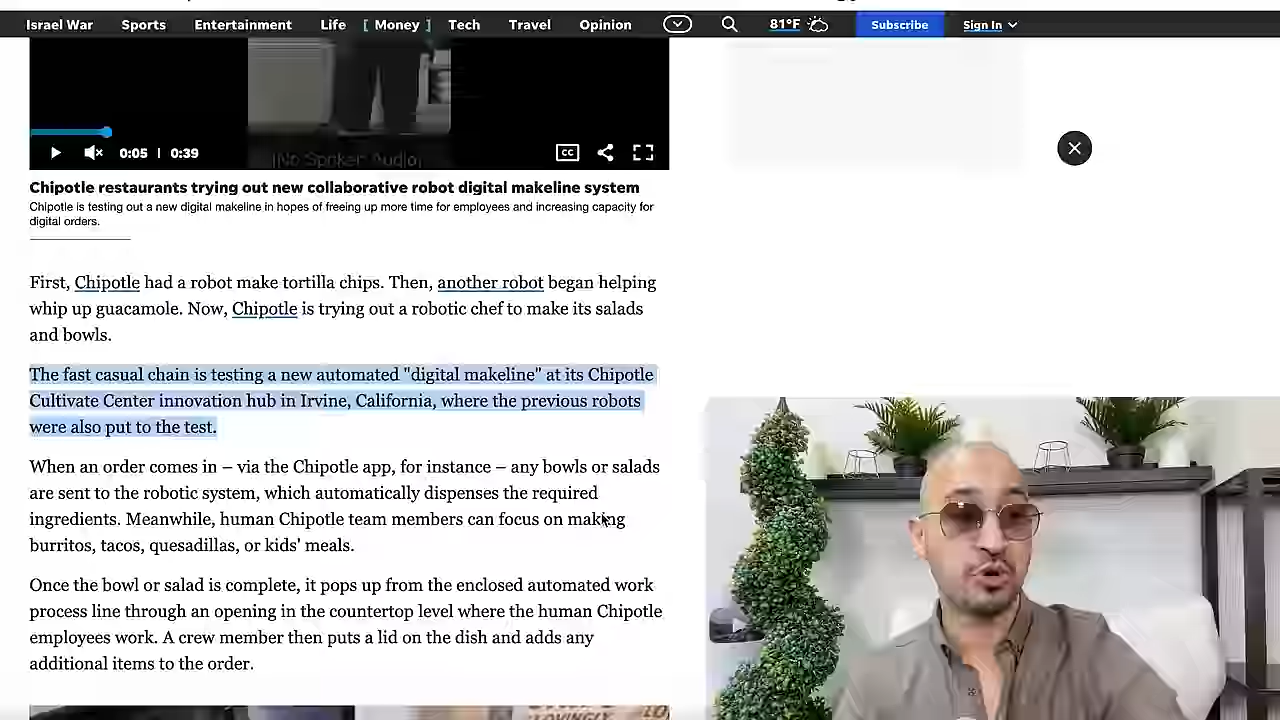 Israel War Sports Entertainment Life [ Money ] Tech Travel Opinion 81°F Subscribe Sign In
[No Spoken Audio]
0:05 | 0:39 CC
Chipotle restaurants trying out new collaborative robot digital makeline system
Chipotle is testing out a new digital makeline in hopes of freeing up more time for employees and increasing capacity for
digital orders.
First, Chipotle had a robot make tortilla chips. Then, another robot began helping
whip up guacamole. Now, Chipotle is trying out a robotic chef to make its salads
and bowls.
The fast casual chain is testing a new automated "digital makeline" at its Chipotle
Cultivate Center innovation hub in Irvine, California, where the previous robots
were also put to the test.
When an order comes in – via the Chipotle app, for instance – any bowls or salads
are sent to the robotic system, which automatically dispenses the required
ingredients. Meanwhile, human Chipotle team members can focus on making
burritos, tacos, quesadillas, or kids' meals.
Once the bowl or salad is complete, it pops up from the enclosed automated work
process line through an opening in the countertop level where the human Chipotle
employees work. A crew member then puts a lid on the dish and adds any
additional items to the order.